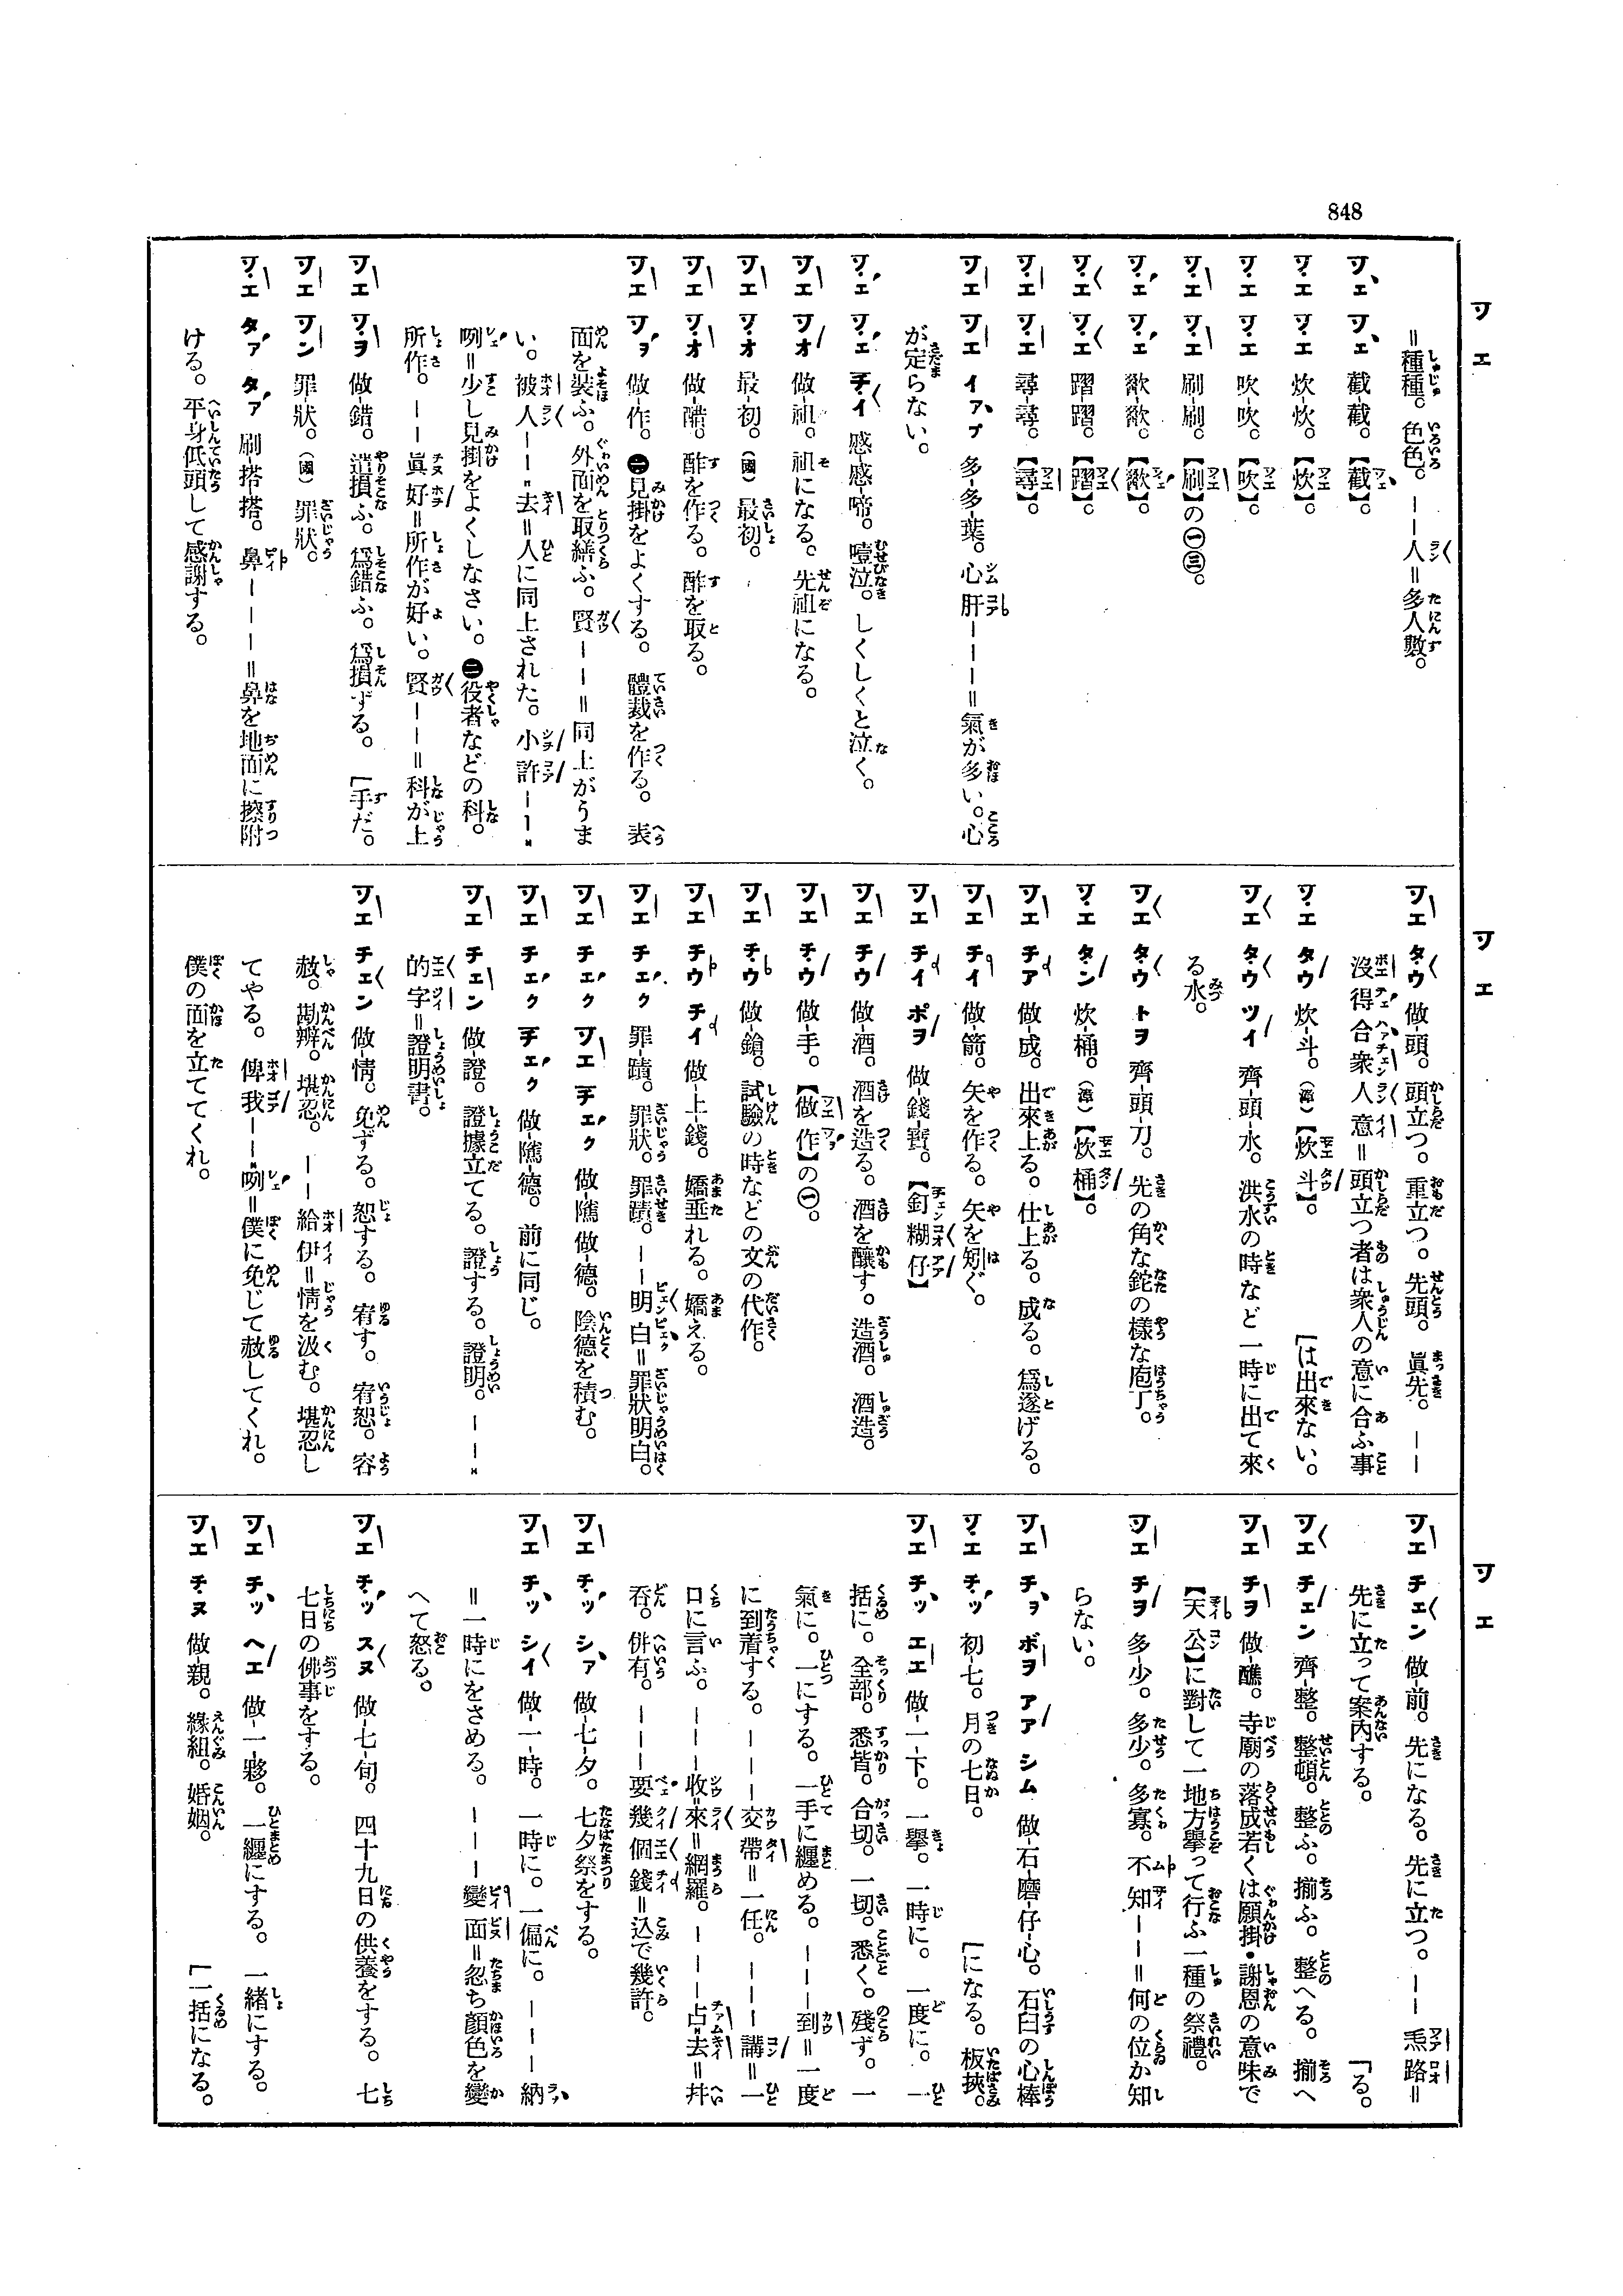 848
ツエ
＝種種。色色。――人＝多人數。
ツェ ツェ 截-截。【截】。
ツエ ツエ 炊-炊。【炊】。
ツエ ツエ 吹-吹。【吹】。
ツエ ツエ 刷-刷。【刷】の㊀㊂。
ツェ ツェ 歠-歠。【歠】。
ツエ ツエ 蹓-蹓。【蹓】。
ツエ ツエ 尋-尋。【尋】。
ツエ ツエ イァプ 多-多-葉。心肝―――＝氣が多い。心
が定らない。
ツェ ツェ チイ 感-感-啼。噎泣。しくしくと泣く。
ツエ ツオ 做-祖。祖になる。先祖になる。
ツエ ツオ 最-初。（國）最初。
ツエ ツオ 做-醋。酢を作る。酢を取る。
ツエ ツォ 做-作。㊀見掛をよくする。體裁を作る。表
面を裝ふ。外面を取繕ふ。賢――＝同上がうま
い。被人――去＝人に同上された。小許――
咧＝少し見掛をよくしなさい。㊁役者などの科。
所作。――眞好＝所作が好い。賢――＝科が上
ツエ ツヲ 做-錯。遣損ふ。爲錯ふ。爲損ずる。「手だ。
ツエ ツン 罪-狀。（國）罪狀。
ツエ タァ タァ 刷-搭-搭。鼻―――＝鼻を地面に擦附
ける。平身低頭して感謝する。
ツエ
ツエ タウ 做-頭。頭立つ。重立つ。先頭。眞先。――
沒得合衆人意＝頭立つ者は衆人の意に合ふ事
ツエ タウ 炊-斗。（漳）【炊斗】。「は出來ない。
ツエ タウ ツイ 齊-頭-水。洪水の時など一時に出て來
る水。
ツエ タウ トヲ 齊-頭-刀。先の角な鉈の樣な庖丁。
ツエ タン 炊-桶。（漳）【炊桶】。
ツエ チア 做-成。出來上る。仕上る。成る。爲遂げる。
ツエ チイ 做-箭。矢を作る。矢を矧ぐ。
ツエ チイ ポヲ 做-錢-寶。【釘糊仔】
ツエ チウ 做-酒。酒を造る。酒を釀す。造酒。酒造。
ツエ チウ 做-手。【做作】の㊀。
ツエ チウ 做-鎗。試驗の時などの文の代作。
ツエ チウ チイ 做-上-錢。嬌垂れる。嬌える。
ツエ チェク 罪-蹟。罪狀。罪蹟。――明白＝罪狀明白。
ツエ チェク ツエ チェク 做-隲 做-德。陰德を積む。
ツエ チェク チェク 做-隲-德。前に同じ。
ツエ チェン 做-證。證據立てる。證する。證明。――
的字＝證明書。
ツエ チェン 做-情。免ずる。恕する。宥す。宥恕。容
赦。勘辨。堪忍。――給伊＝情を汲む。堪忍し
てやる。俾我――咧＝僕に免じて赦してくれ。
僕の面を立ててくれ。
ツエ
ツエ チェン 做-前。先になる。先に立つ。――𤆬路＝
先に立って案內する。「る。
ツエ チェン 齊-整。整頓。整ふ。揃ふ。整へる。揃へ
ツエ チヲ 做-醮。寺廟の落成若くは願掛・謝恩の意味で
【天公】に對して一地方擧って行ふ一種の祭禮。
ツエ チヲ 多-少。多少。多寡。不知――＝何の位か知
らない。
ツエ チヲ ボヲ アア シム 做-石-磨-仔-心。石臼の心棒
ツエ チッ 初-七。月の七日。「になる。板挾。
ツエ チッ エエ 做-一-下。一擧。一時に。一度に。一
括に。全部。悉皆。合切。一切。悉く。殘ず。一
氣に。一にする。一手に纏める。―――到＝一度
に到着する。―――交帶＝一任。―――講＝一
口に言ふ。―――收來＝網羅。―――占去＝幷
呑。併有。―――要幾個錢＝込で幾許。
ツエ チッ シァ 做-七-夕。七夕祭をする。
ツエ チッ シイ 做-一-時。一時に。一偏に。―――納
＝一時にをさめる。―――變面＝忽ち顏色を變
へて怒る。
ツエ チッ スヌ 做-七-旬。四十九日の供養をする。七
七日の佛事をする。
ツエ チッ ヘエ 做-一-夥。一纏にする。一緒にする。
ツエ チヌ 做-親。緣組。婚姻。「一括になる。